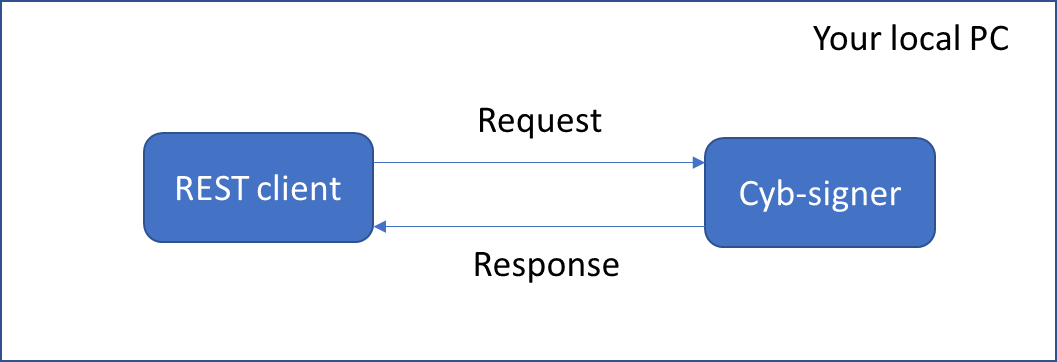 Your local PC
Request
REST client
Cyb-signer
Response